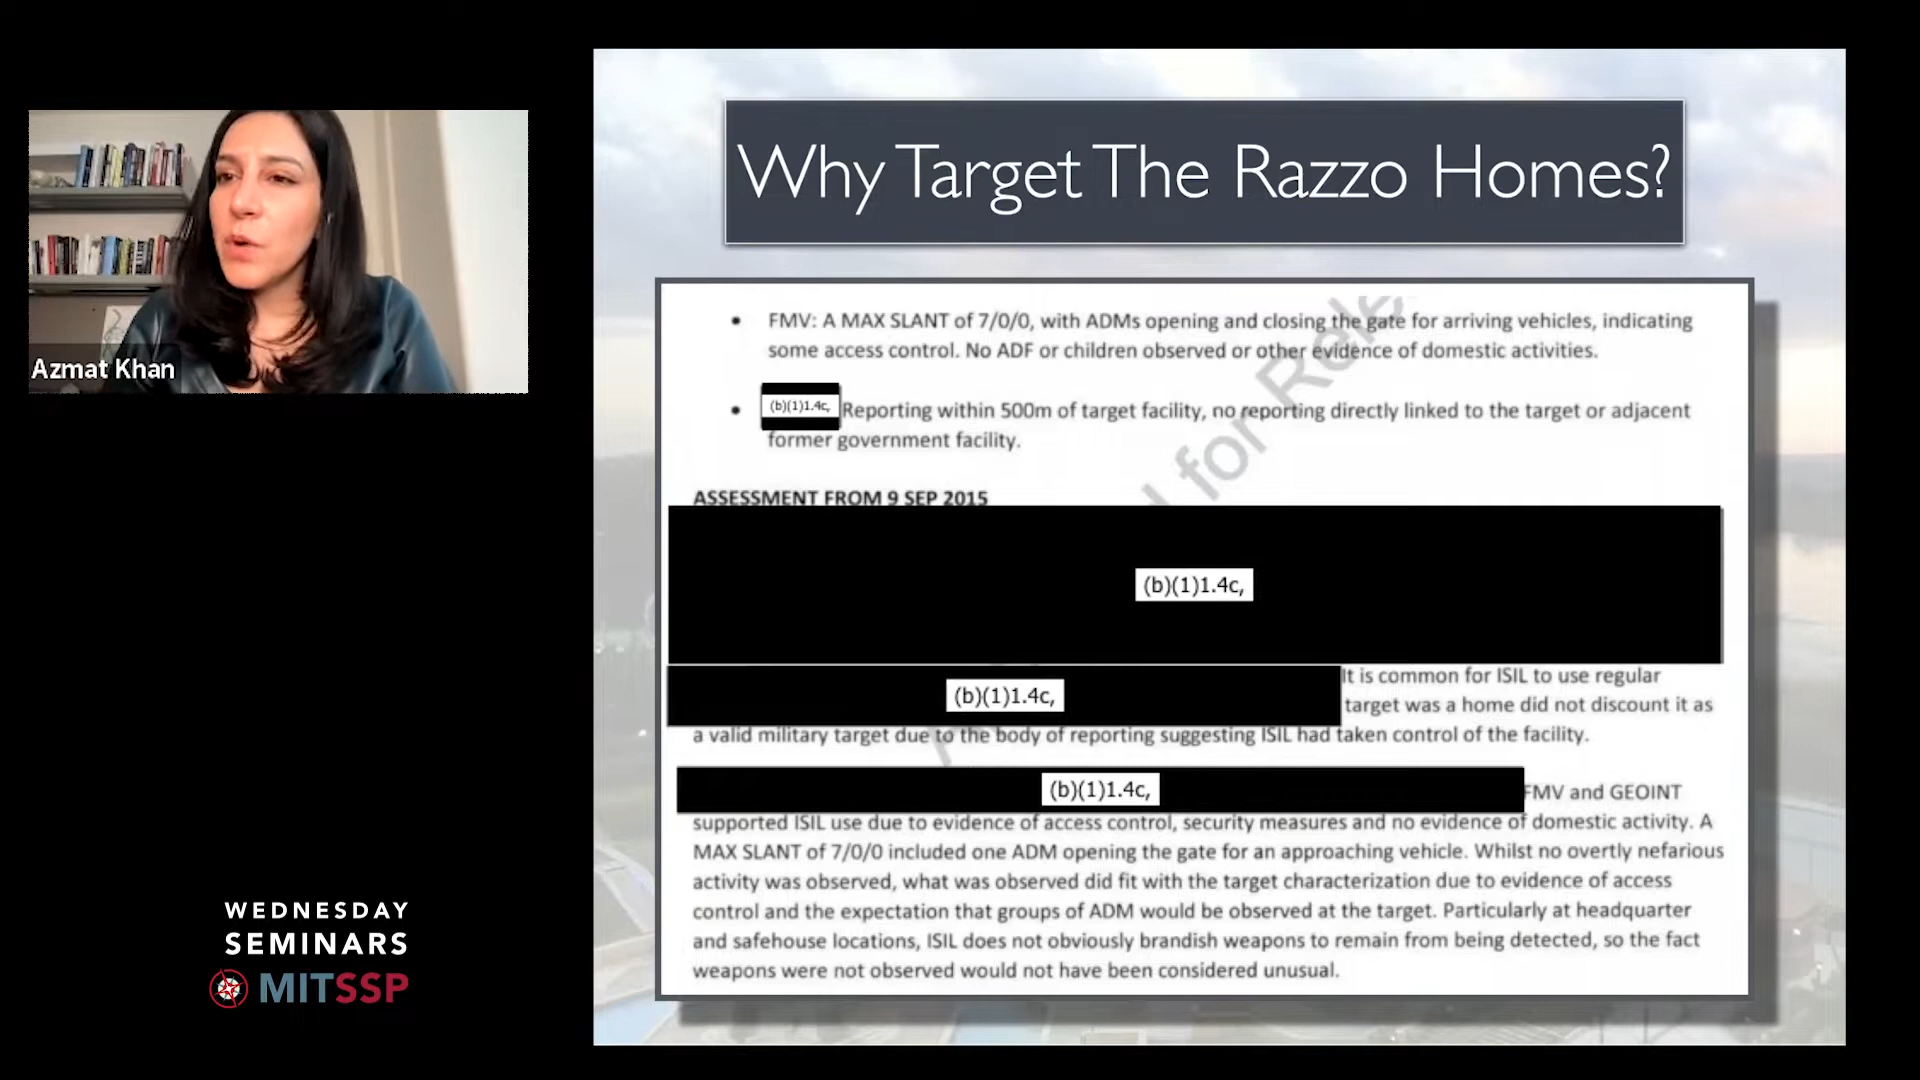 Why Target The Razzo Homes?
• FMV: A MAX SLANT of 7/0/0, with ADMs opening and closing the gate for arriving vehicles, indicating
some access control. No ADF or children observed or other evidence of domestic activities.
• (b)(1)1.4c, Reporting within 500m of target facility, no reporting directly linked to the target or adjacent
former government facility.
ASSESSMENT FROM 9 SEP 2015
(b)(1)1.4c,
(b)(1)1.4c, It is common for ISIL to use regular
target was a home did not discount it as
a valid military target due to the body of reporting suggesting ISIL had taken control of the facility.
(b)(1)1.4c, FMV and GEOINT
supported ISIL use due to evidence of access control, security measures and no evidence of domestic activity. A
MAX SLANT of 7/0/0 included one ADM opening the gate for an approaching vehicle. Whilst no overtly nefarious
activity was observed, what was observed did fit with the target characterization due to evidence of access
control and the expectation that groups of ADM would be observed at the target. Particularly at headquarter
and safehouse locations, ISIL does not obviously brandish weapons to remain from being detected, so the fact
weapons were not observed would not have been considered unusual.
for Rele
Azmat Khan
WEDNESDAY
SEMINARS
MITSSP